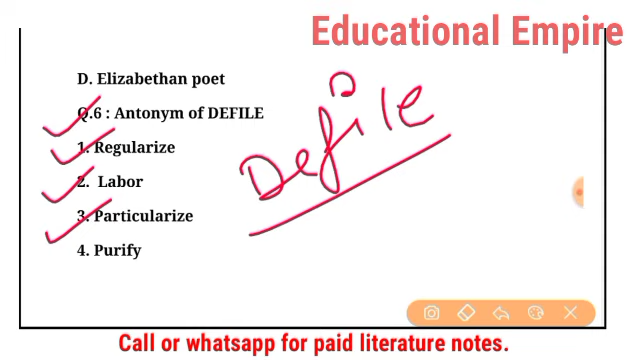 Educational Empire
D. Elizabethan poet
Q.6 : Antonym of DEFILE
1. Regularize
2. Labor
3. Particularize
4. Purify
Defile
Call or whatsapp for paid literature notes.